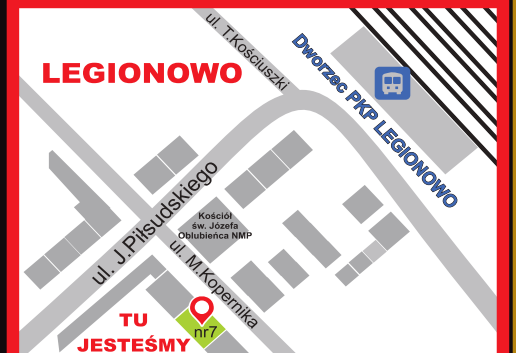 ul. T.Kościuszki
LEGIONOWO
Dworzec PKP LEGIONOWO
ul. J.Piłsudskiego
Kościół
św. Józefa
Oblubieńca NMP
ul. M.Kopernika
TU
JESTEŚMY
nr7